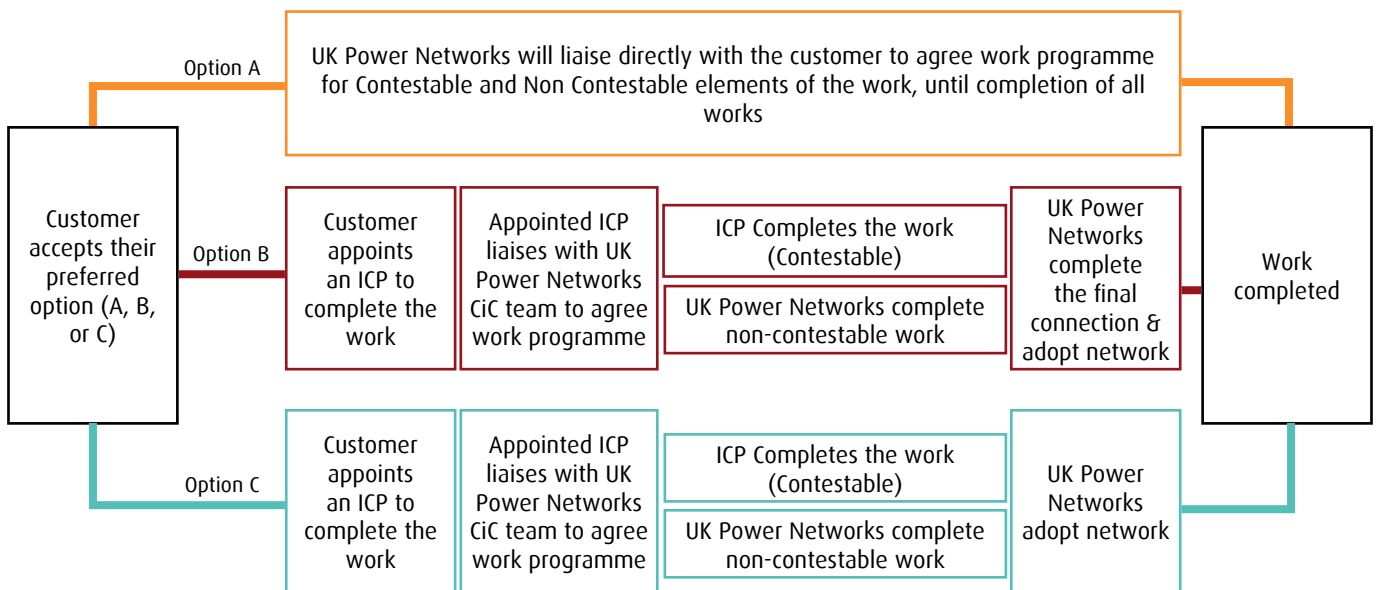 Option A
UK Power Networks will liaise directly with the customer to agree work programme
for Contestable and Non Contestable elements of the work, until completion of all
works
Customer
accepts their
preferred
option (A, B,
or C)
Option B
Customer
appoints
an ICP to
complete the
work
Appointed ICP
liaises with UK
Power Networks
CiC team to agree
work programme
ICP Completes the work
(Contestable)
UK Power Networks complete
non-contestable work
UK Power
Networks
complete
the final
connection &
adopt network
Work
completed
Option C
Customer
appoints
an ICP to
complete the
work
Appointed ICP
liaises with UK
Power Networks
CiC team to agree
work programme
ICP Completes the work
(Contestable)
UK Power Networks complete
non-contestable work
UK Power
Networks
adopt network